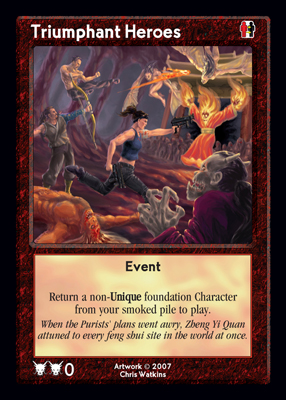 Triumphant Heroes
Event
Return a non-Unique foundation Character
from your smoked pile to play.
When the Purists' plans went awry, Zheng Yi Quan
attuned to every feng shui site in the world at once.
0
Artwork © 2007
Chris Watkins